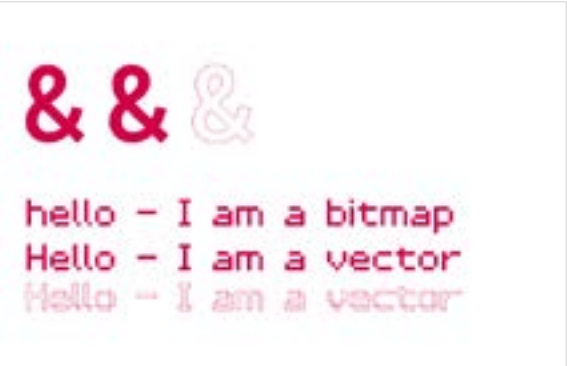 & & &
hello - I am a bitmap
Hello - I am a vector
Hello - I am a vector